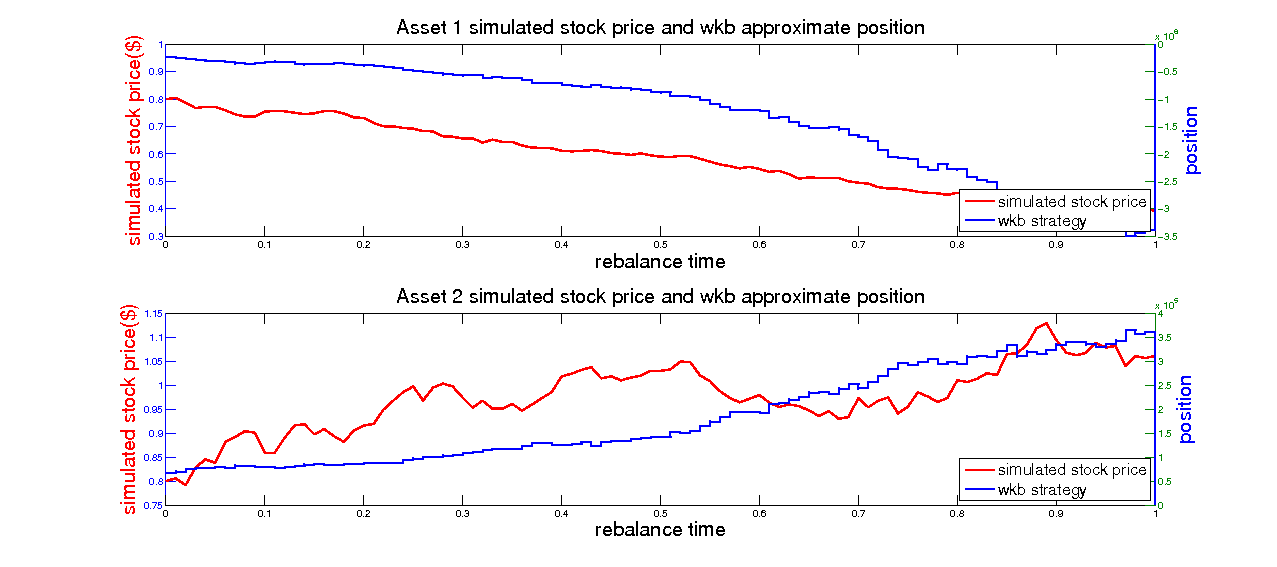 Asset 1 simulated stock price and wkb approximate position
simulated stock price($)
1
0.9
0.8
0.7
0.6
0.5
0.4
0.3
0
-0.5
-1
-1.5
-2
-2.5
-3
-3.5
position
simulated stock price
wkb strategy
0 0.1 0.2 0.3 0.4 0.5 0.6 0.7 0.8 0.9 1
rebalance time
Asset 2 simulated stock price and wkb approximate position
simulated stock price($)
1.15
1.1
1.05
1
0.95
0.9
0.85
0.8
0.75
4
3.5
3
2.5
2
1.5
1
0.5
0
position
simulated stock price
wkb strategy
0 0.1 0.2 0.3 0.4 0.5 0.6 0.7 0.8 0.9 1
rebalance time